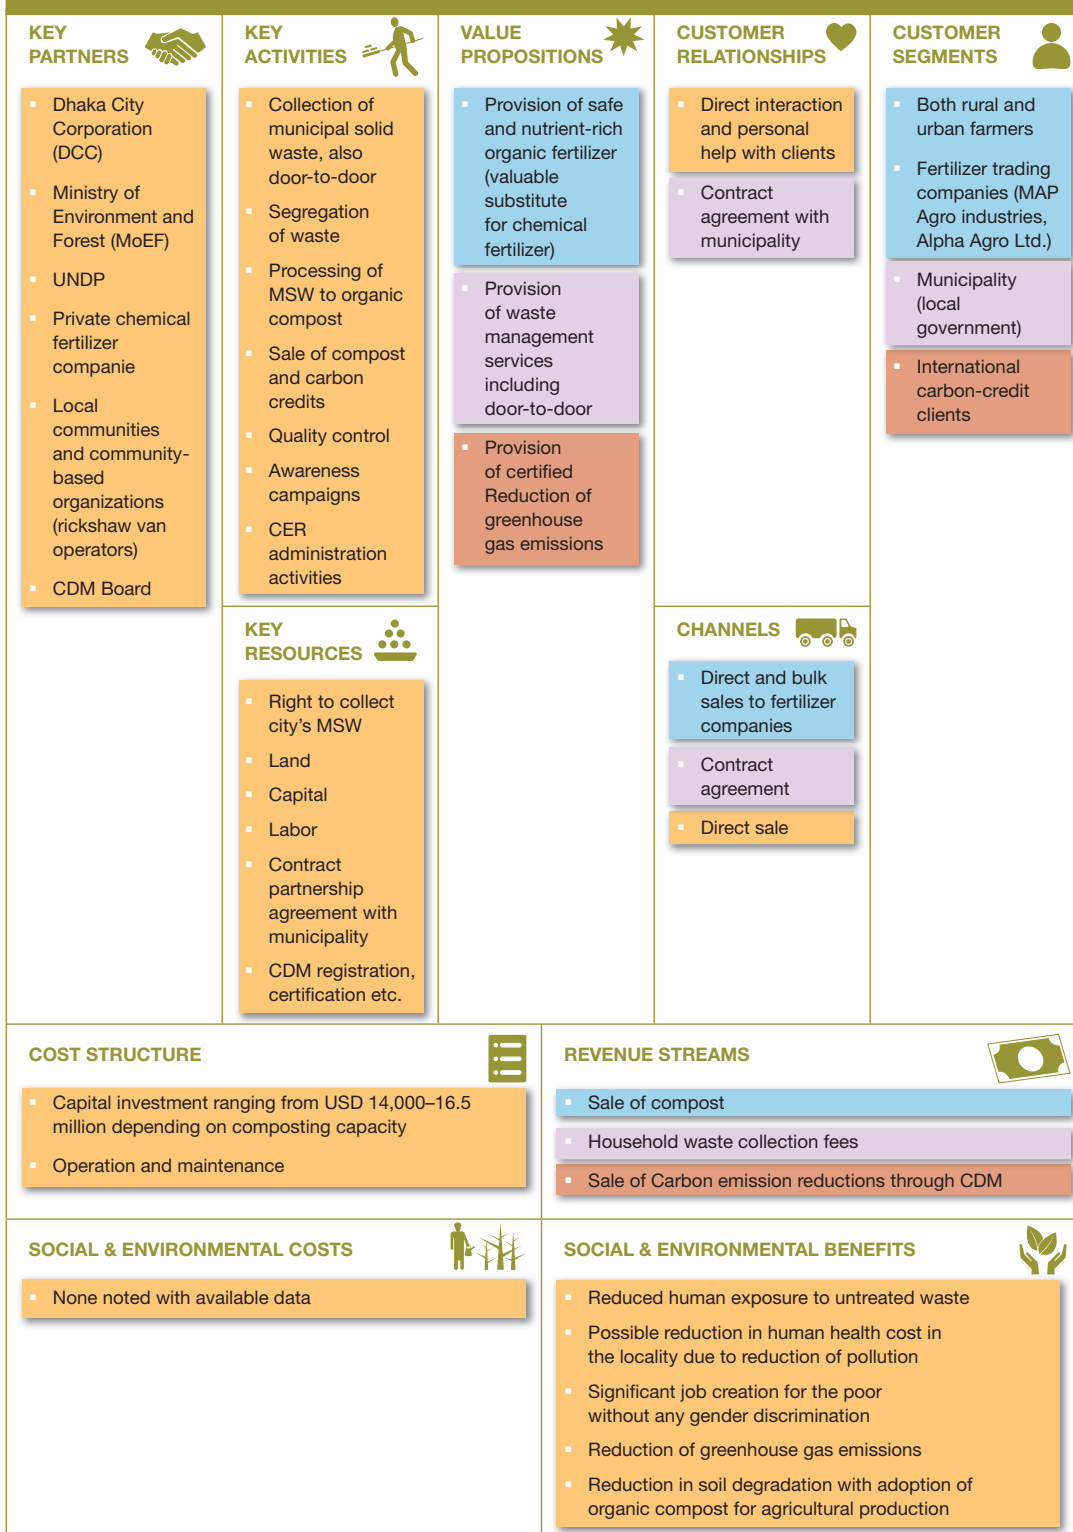 KEY
PARTNERS
Dhaka City
Corporation
(DCC)
Ministry of
Environment and
Forest (MoEF)
UNDP
Private chemical
fertilizer
companie
Local
communities
and community-
based
organizations
(rickshaw van
operators)
CDM Board
KEY
ACTIVITIES
Collection of
municipal solid
waste, also
door-to-door
Segregation
of waste
Processing of
MSW to organic
compost
Sale of compost
and carbon
credits
Quality control
Awareness
campaigns
CER
administration
activities
KEY
RESOURCES
Right to collect
city's MSW
Land
Capital
Labor
Contract
partnership
agreement with
municipality
CDM registration,
certification etc.
VALUE
PROPOSITIONS
Provision of safe
and nutrient-rich
organic fertilizer
(valuable
substitute
for chemical
fertilizer)
Provision
of waste
management
services
including
door-to-door
Provision
of certified
Reduction of
greenhouse
gas emissions
CUSTOMER
RELATIONSHIPS
Direct interaction
and personal
help with clients
Contract
agreement with
municipality
CHANNELS
Direct and bulk
sales to fertilizer
companies
Contract
agreement
Direct sale
CUSTOMER
SEGMENTS
Both rural and
urban farmers
Fertilizer trading
companies (MAP
Agro industries,
Alpha Agro Ltd.)
Municipality
(local
government)
International
carbon-credit
clients
COST STRUCTURE
Capital investment ranging from USD 14,000–16.5
million depending on composting capacity
Operation and maintenance
REVENUE STREAMS
Sale of compost
Household waste collection fees
Sale of Carbon emission reductions through CDM
SOCIAL & ENVIRONMENTAL COSTS
None noted with available data
SOCIAL & ENVIRONMENTAL BENEFITS
Reduced human exposure to untreated waste
Possible reduction in human health cost in
the locality due to reduction of pollution
Significant job creation for the poor
without any gender discrimination
Reduction of greenhouse gas emissions
Reduction in soil degradation with adoption of
organic compost for agricultural production